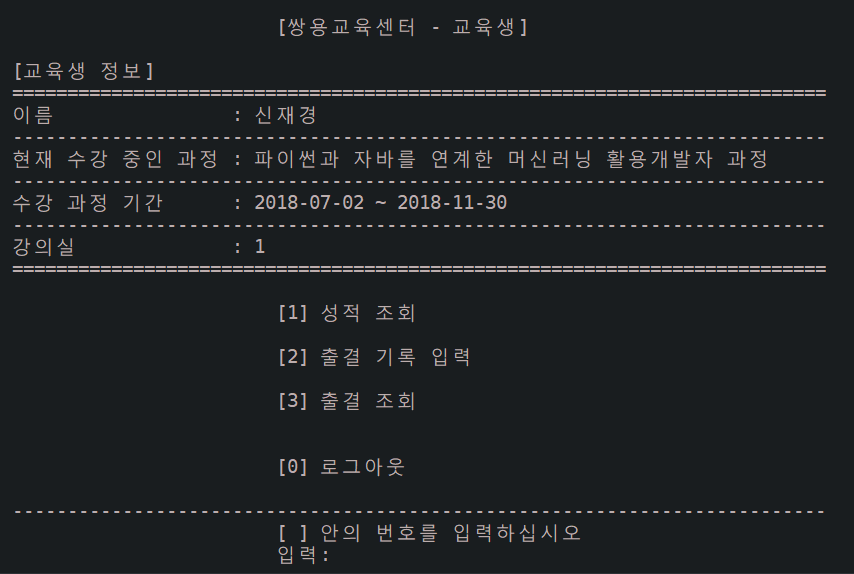 [쌍용교육센터 - 교육생]
[교육생 정보]
==========================================================================
이름 : 신재경
--------------------------------------------------------------------------
현재 수강 중인 과정 : 파이썬과 자바를 연계한 머신러닝 활용개발자 과정
--------------------------------------------------------------------------
수강 과정 기간 : 2018-07-02 ~ 2018-11-30
--------------------------------------------------------------------------
강의실 : 1
==========================================================================
[1] 성적 조회
[2] 출결 기록 입력
[3] 출결 조회
[0] 로그아웃
--------------------------------------------------------------------------
[ ] 안의 번호를 입력하십시오
입력: